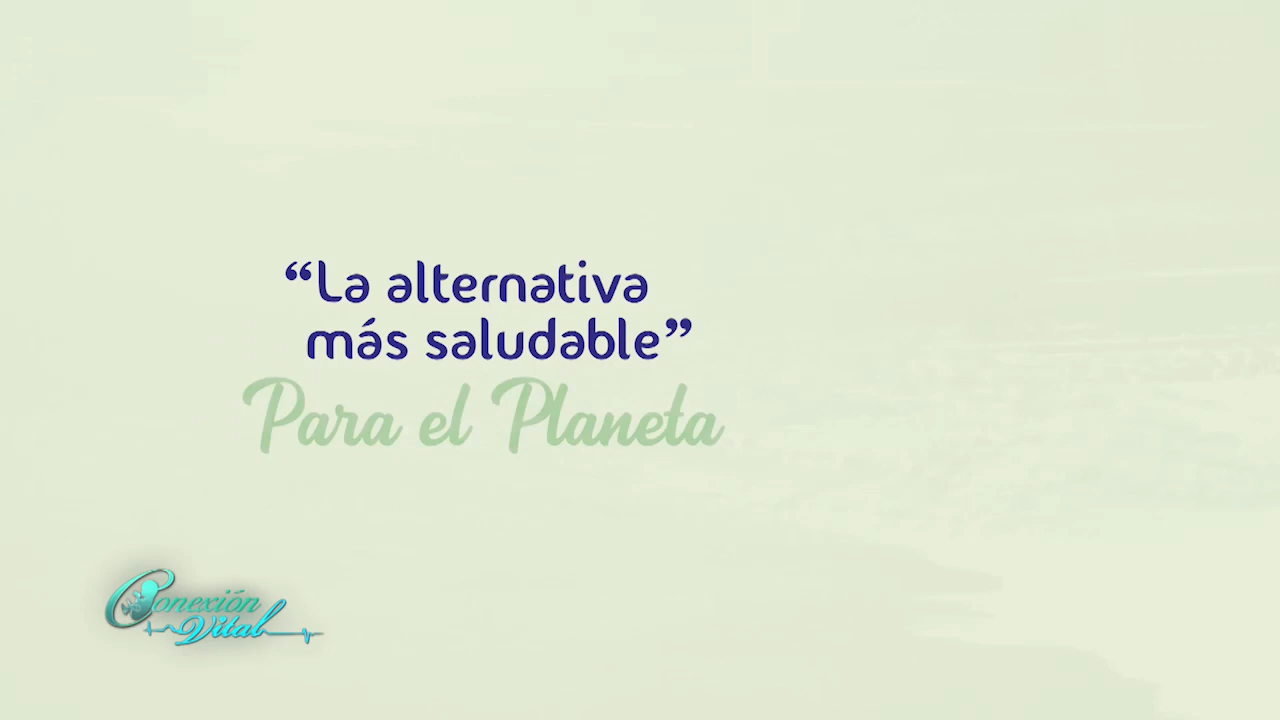 “La alternativa
más saludable”
Para el Planeta
Conexión
Vital